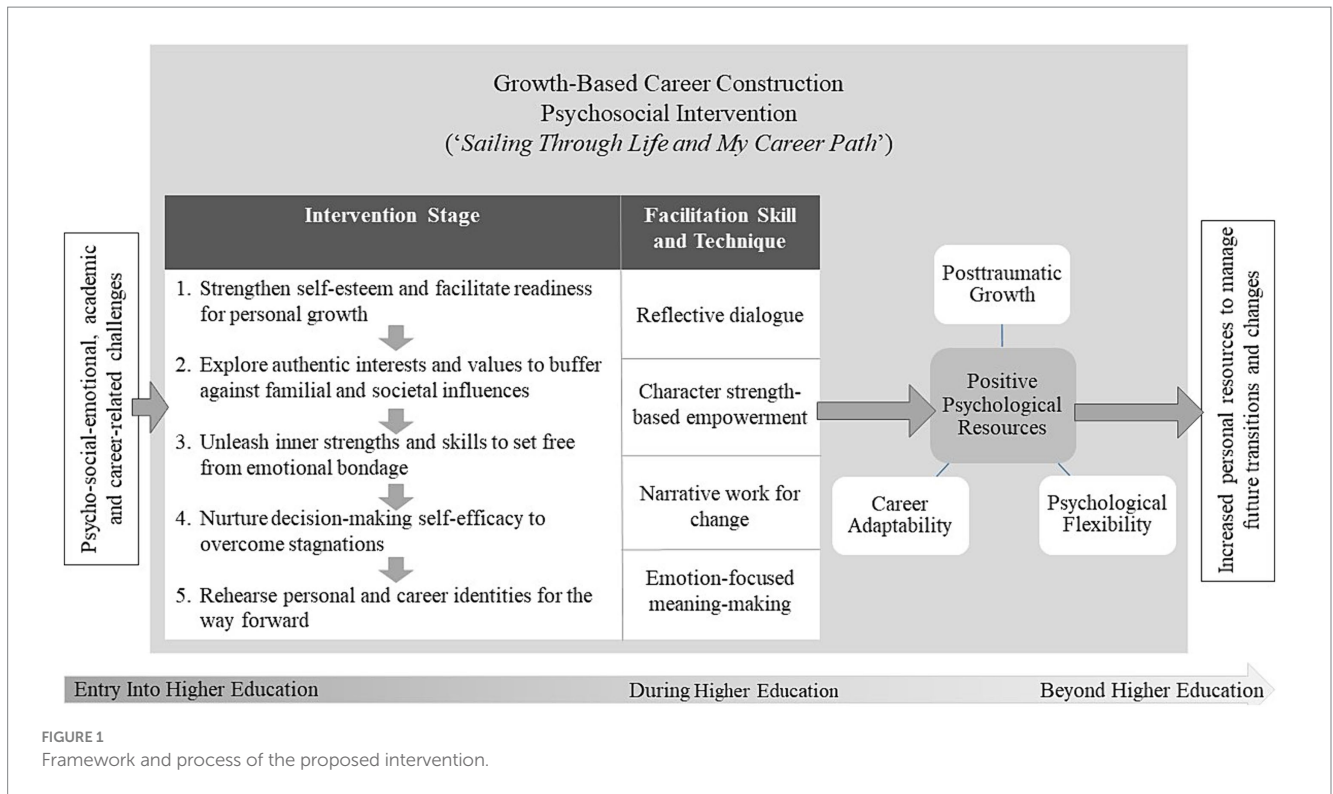 Growth-Based Career Construction
Psychosocial Intervention
(‘Sailing Through Life and My Career Path’)
Psycho-social-emotional, academic
and career-related challenges
Intervention Stage
1. Strengthen self-esteem and facilitate readiness
for personal growth
2. Explore authentic interests and values to buffer
against familial and societal influences
3. Unleash inner strengths and skills to set free
from emotional bondage
4. Nurture decision-making self-efficacy to
overcome stagnations
5. Rehearse personal and career identities for the
way forward
Facilitation Skill
and Technique
Reflective dialogue
Character strength-
based empowerment
Narrative work for
change
Emotion-focused
meaning-making
Posttraumatic
Growth
Positive
Psychological
Resources
Career
Adaptability
Psychological
Flexibility
Increased personal resources to manage
future transitions and changes
Entry Into Higher Education
During Higher Education
Beyond Higher Education
FIGURE 1
Framework and process of the proposed intervention.